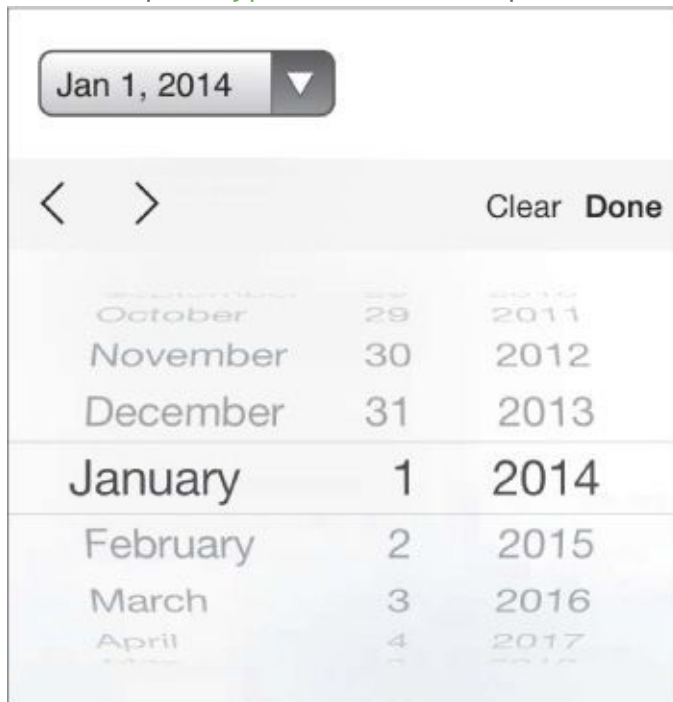 Jan 1, 2014
Clear Done
October 29 2011
November 30 2012
December 31 2013
January 1 2014
February 2 2015
March 3 2016
April 4 2017